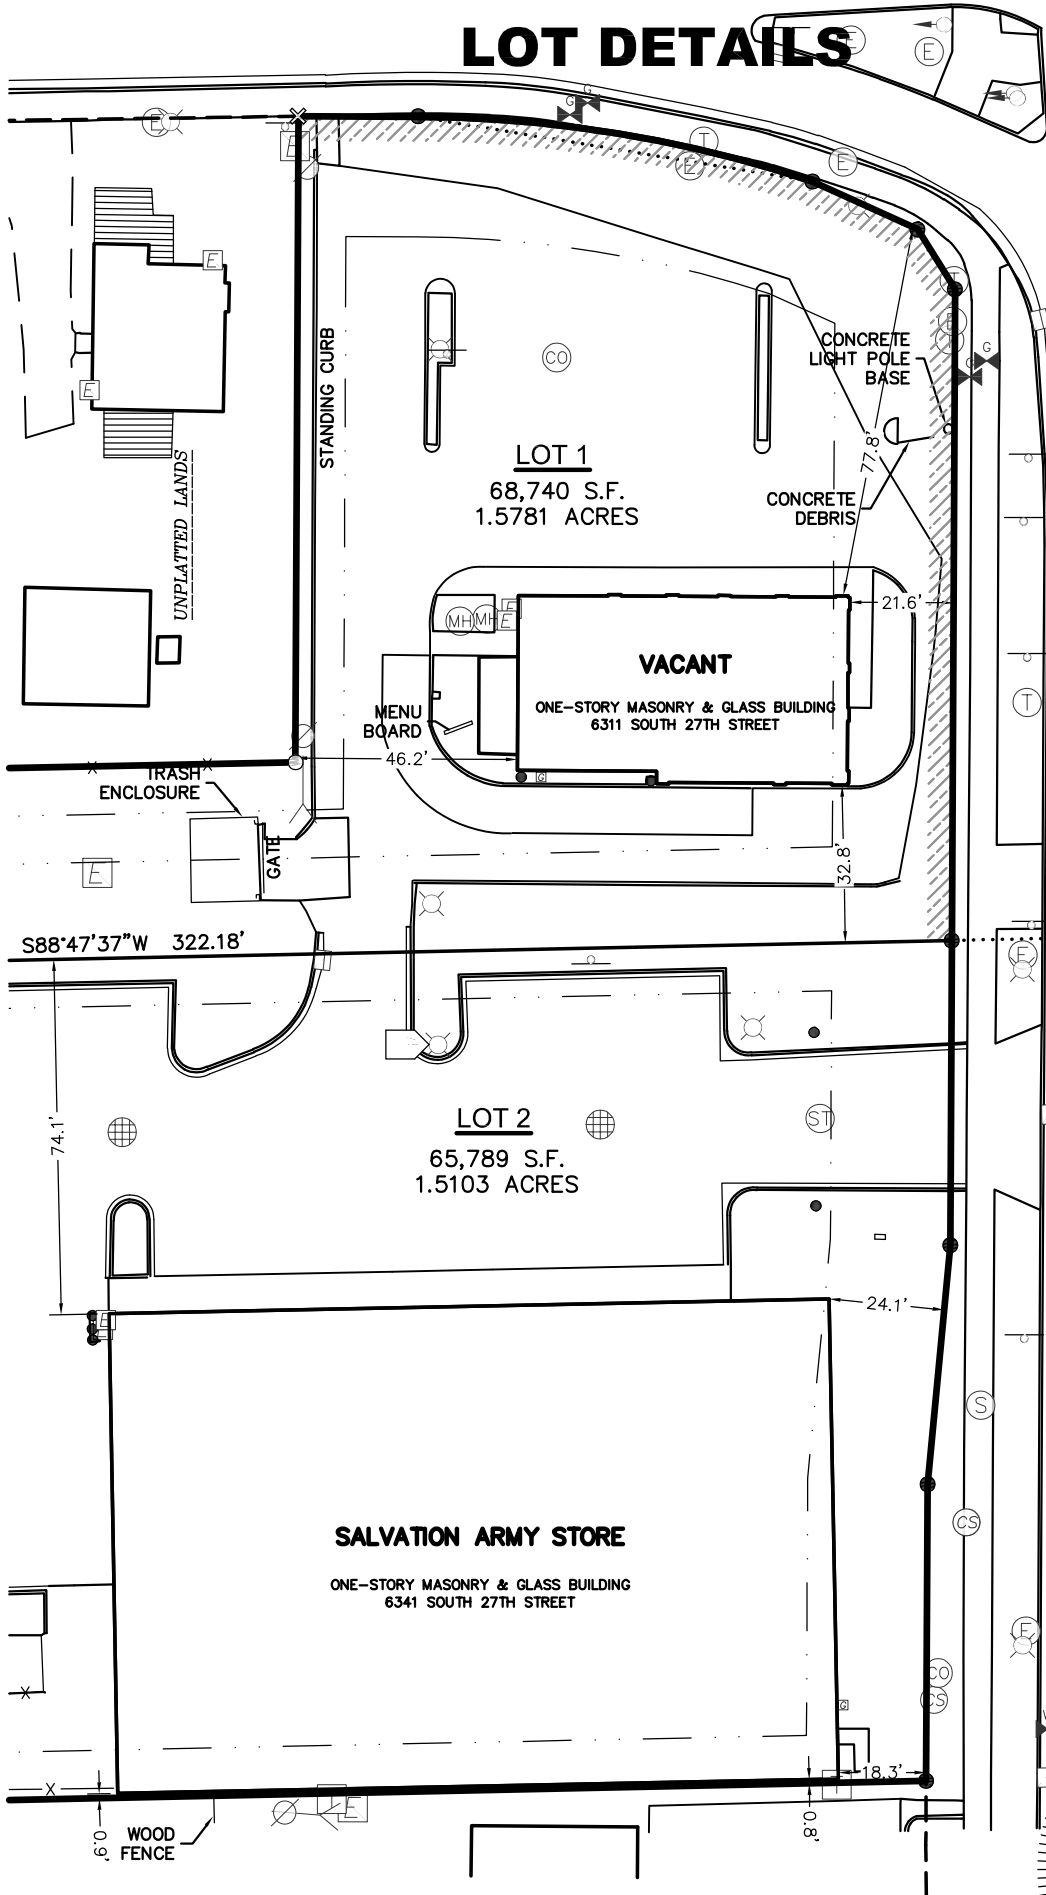 LOT DETAILS
E
E
G
G
E
T
E
E
E
T
E
E
STANDING CURB
CONCRETE
LIGHT POLE
BASE
G
G
CO
E
77.8'
UNPLATTED LANDS
LOT 1
68,740 S.F.
1.5781 ACRES
CONCRETE
DEBRIS
21.6'
MH
MH
E
E
VACANT
T
ONE-STORY MASONRY & GLASS BUILDING
6311 SOUTH 27TH STREET
MENU
BOARD
46.2'
TRASH
ENCLOSURE
G
GATE
32.8'
E
S88°47'37"W 322.18'
E
74.1'
LOT 2
65,789 S.F.
1.5103 ACRES
ST
24.1'
E
E
S
CS
SALVATION ARMY STORE
ONE-STORY MASONRY & GLASS BUILDING
6341 SOUTH 27TH STREET
E
CO
CS
G
18.3'
0.9'
WOOD
FENCE
E
0.8'